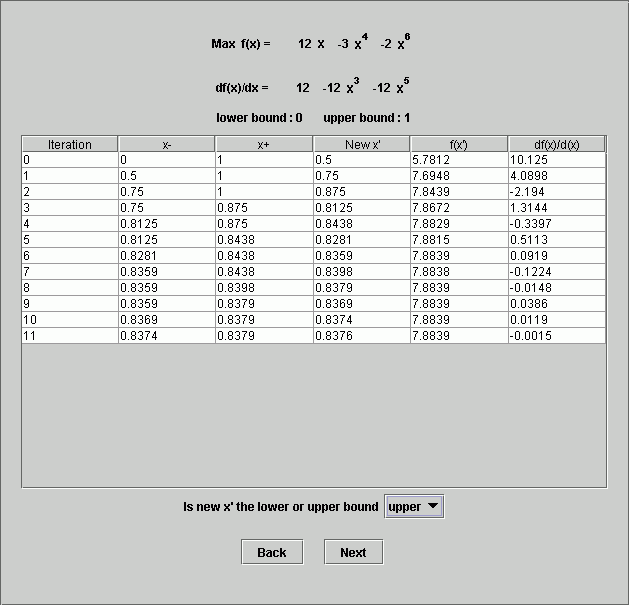 Max f(x) = 12 x -3 x^4 -2 x^6
df(x)/dx = 12 -12 x^3 -12 x^5
lower bound : 0 upper bound : 1
Iteration x- x+ New x' f(x') df(x)/d(x)
0 0 1 0.5 5.7812 10.125
1 0.5 1 0.75 7.6948 4.0898
2 0.75 1 0.875 7.8439 -2.194
3 0.75 0.875 0.8125 7.8672 1.3144
4 0.8125 0.875 0.8438 7.8829 -0.3397
5 0.8125 0.8438 0.8281 7.8815 0.5113
6 0.8281 0.8438 0.8359 7.8839 0.0919
7 0.8359 0.8438 0.8398 7.8838 -0.1224
8 0.8359 0.8398 0.8379 7.8839 -0.0148
9 0.8359 0.8379 0.8369 7.8839 0.0386
10 0.8369 0.8379 0.8374 7.8839 0.0119
11 0.8374 0.8379 0.8376 7.8839 -0.0015
Is new x' the lower or upper bound upper
Back Next